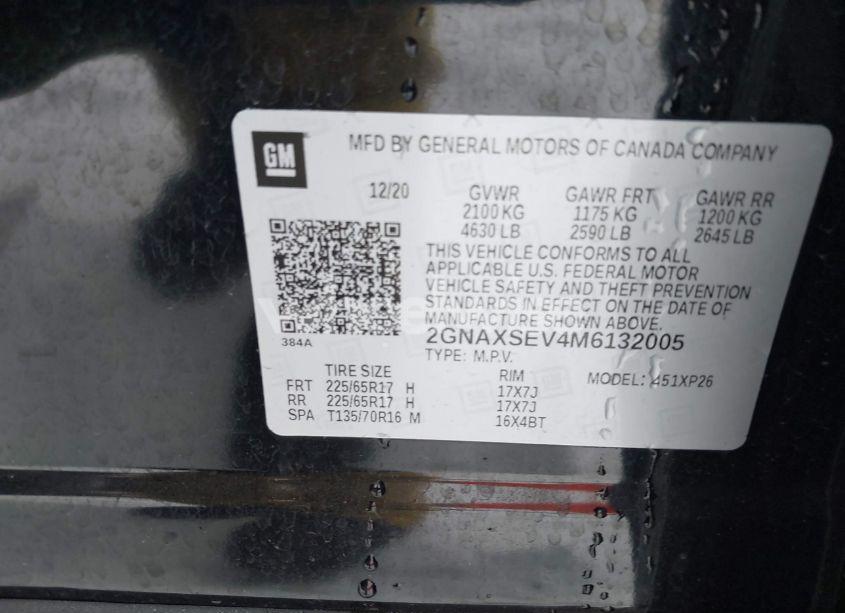 GM
MFD BY GENERAL MOTORS OF CANADA COMPANY
12/20 GVWR GAWR FRT GAWR RR
2100 KG 1175 KG 1200 KG
4630 LB 2590 LB 2645 LB
THIS VEHICLE CONFORMS TO ALL
APPLICABLE U.S. FEDERAL MOTOR
VEHICLE SAFETY AND THEFT PREVENTION
STANDARDS IN EFFECT ON THE DATE OF
MANUFACTURE SHOWN ABOVE.
384A
2GNAXSEV4M6132005
TYPE: M.P.V.
MODEL: 451XP26
TIRE SIZE RIM
FRT 225/65R17 H 17X7J
RR 225/65R17 H 17X7J
SPA T135/70R16 M 16X4BT